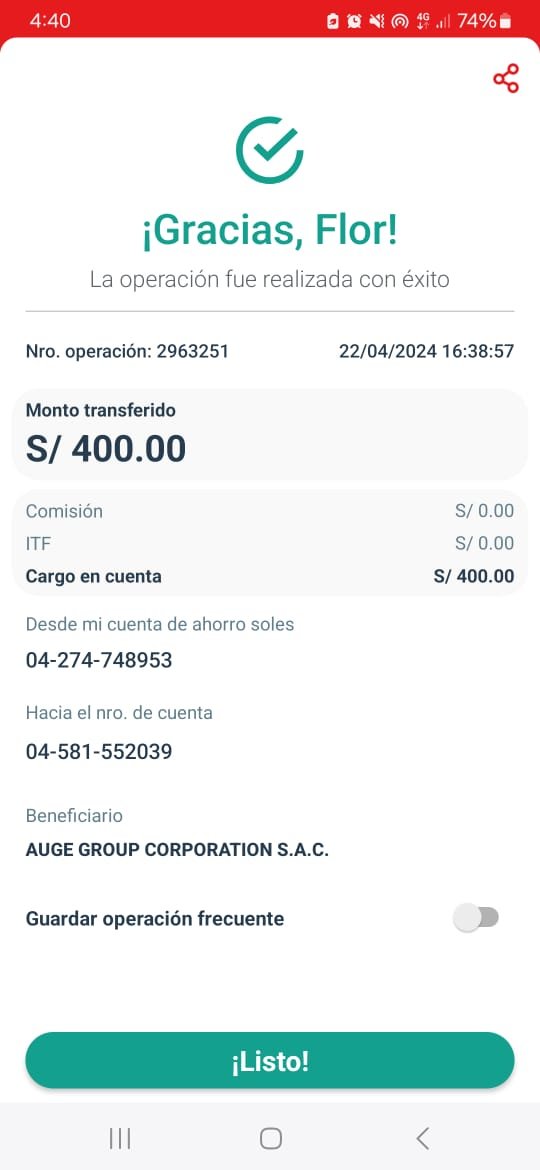 4:40
4G
74%
¡Gracias, Flor!
La operación fue realizada con éxito
Nro. operación: 2963251 22/04/2024 16:38:57
Monto transferido
S/ 400.00
Comisión S/ 0.00
ITF S/ 0.00
Cargo en cuenta S/ 400.00
Desde mi cuenta de ahorro soles
04-274-748953
Hacia el nro. de cuenta
04-581-552039
Beneficiario
AUGE GROUP CORPORATION S.A.C.
Guardar operación frecuente
¡Listo!